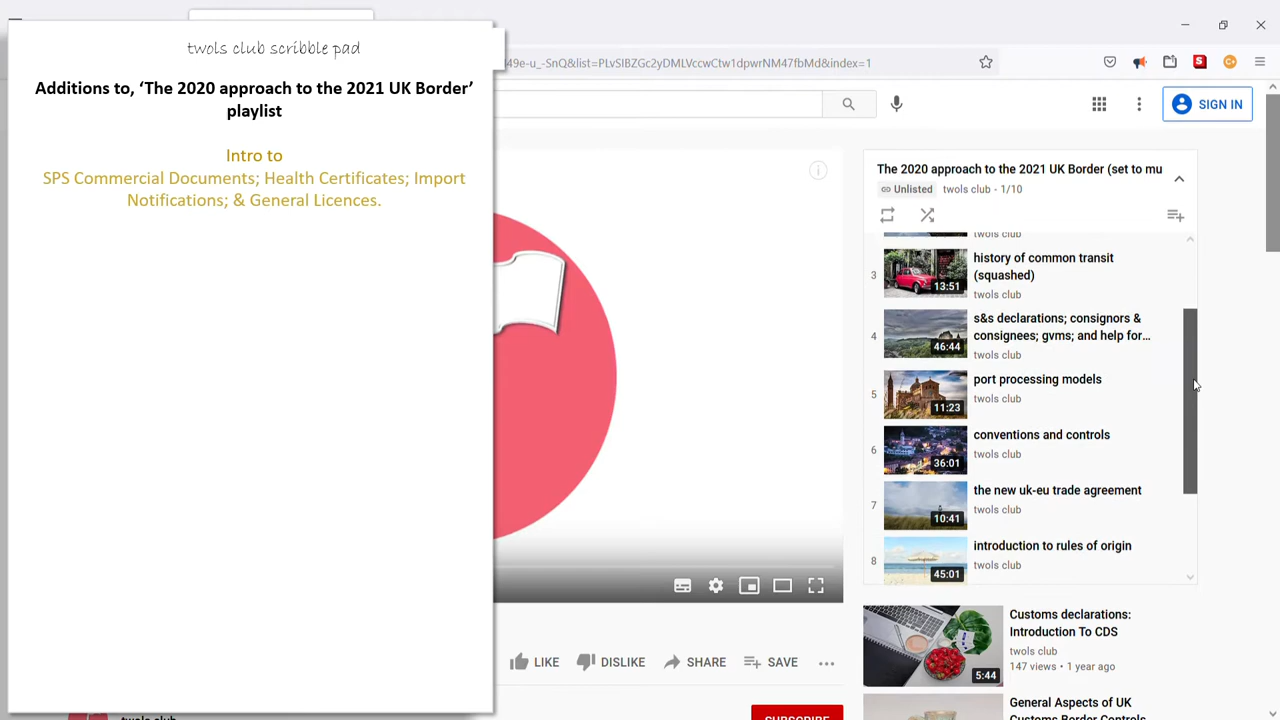 twols club scribble pad
Additions to, ‘The 2020 approach to the 2021 UK Border’
playlist
Intro to
SPS Commercial Documents; Health Certificates; Import
Notifications; & General Licences.
49e-u_-SnQ&list=PLvSIBZGc2yDMLVccwCtw1dpwrNM47fbMd&index=1
SIGN IN
The 2020 approach to the 2021 UK Border (set to mu
Unlisted twols club - 1/10
twols club
3
history of common transit
(squashed)
13:51
twols club
4
s&s declarations; consignors &
consignees; gvms; and help for…
46:44
twols club
5
port processing models
11:23
twols club
6
conventions and controls
36:01
twols club
7
the new uk-eu trade agreement
10:41
twols club
8
introduction to rules of origin
45:01
twols club
LIKE DISLIKE SHARE SAVE
Customs declarations:
Introduction To CDS
twols club
147 views • 1 year ago
5:44
General Aspects of UK
Customs Border Controls
SUBSCRIBE
twols club